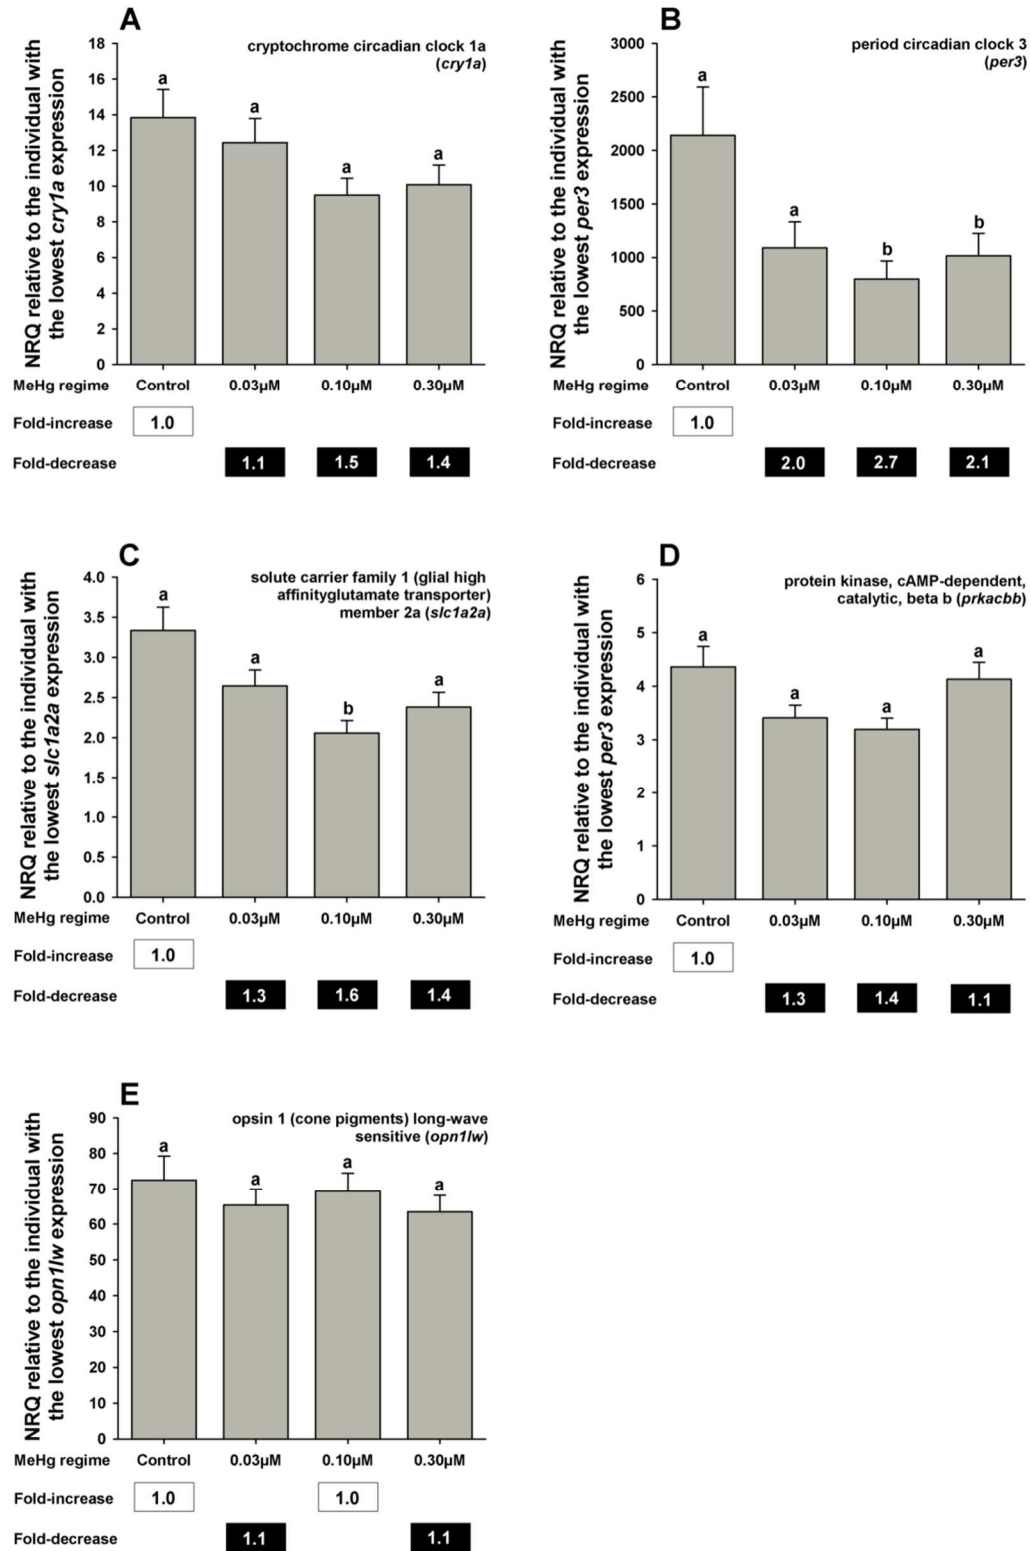 A
cryptochrome circadian clock 1a
(cry1a)
NRQ relative to the individual with
the lowest cry1a expression
18
16
14
12
10
8
6
4
2
0
a
a
a
a
MeHg regime Control 0.03µM 0.10µM 0.30µM
Fold-increase 1.0
Fold-decrease 1.1 1.5 1.4
B
period circadian clock 3
(per3)
NRQ relative to the individual with
the lowest per3 expression
3000
2500
2000
1500
1000
500
0
a
a
b
b
MeHg regime Control 0.03µM 0.10µM 0.30µM
Fold-increase 1.0
Fold-decrease 2.0 2.7 2.1
C
solute carrier family 1 (glial high
affinityglutamate transporter)
member 2a (slc1a2a)
NRQ relative to the individual with
the lowest slc1a2a expression
4.0
3.5
3.0
2.5
2.0
1.5
1.0
0.5
0.0
a
a
b
a
MeHg regime Control 0.03µM 0.10µM 0.30µM
Fold-increase 1.0
Fold-decrease 1.3 1.6 1.4
D
protein kinase, cAMP-dependent,
catalytic, beta b (prkacbb)
NRQ relative to the individual with
the lowest per3 expression
6
5
4
3
2
1
0
a
a
a
a
MeHg regime Control 0.03µM 0.10µM 0.30µM
Fold-increase 1.0
Fold-decrease 1.3 1.4 1.1
E
opsin 1 (cone pigments) long-wave
sensitive (opn1lw)
NRQ relative to the individual with
the lowest opn1lw expression
90
80
70
60
50
40
30
20
10
0
a
a
a
a
MeHg regime Control 0.03µM 0.10µM 0.30µM
Fold-increase 1.0 1.0
Fold-decrease 1.1 1.1